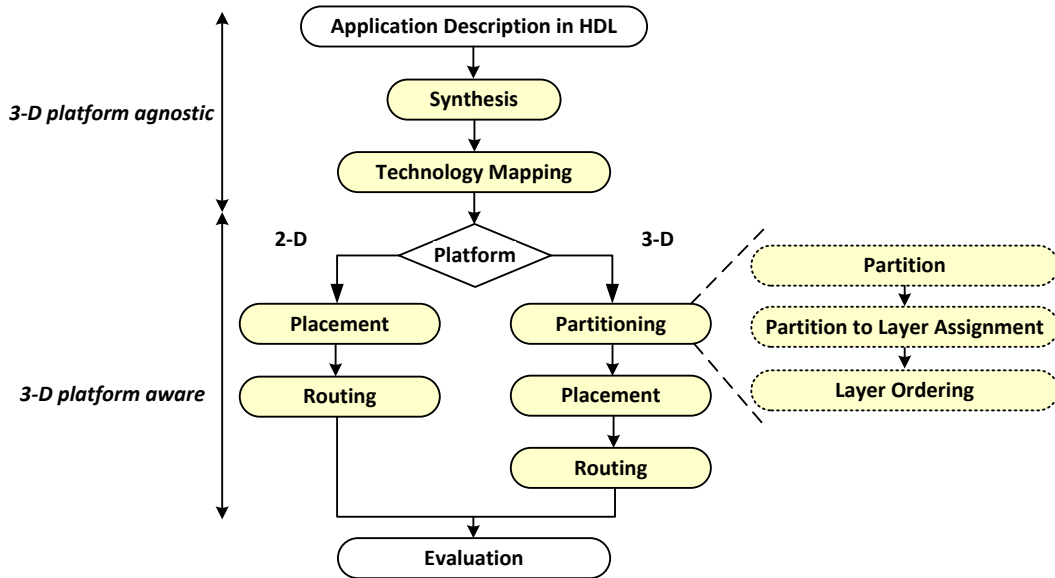 Application Description in HDL
Synthesis
3-D platform agnostic
Technology Mapping
2-D
3-D
Platform
Partition
Placement
Partitioning
Partition to Layer Assignment
3-D platform aware
Routing
Placement
Layer Ordering
Routing
Evaluation